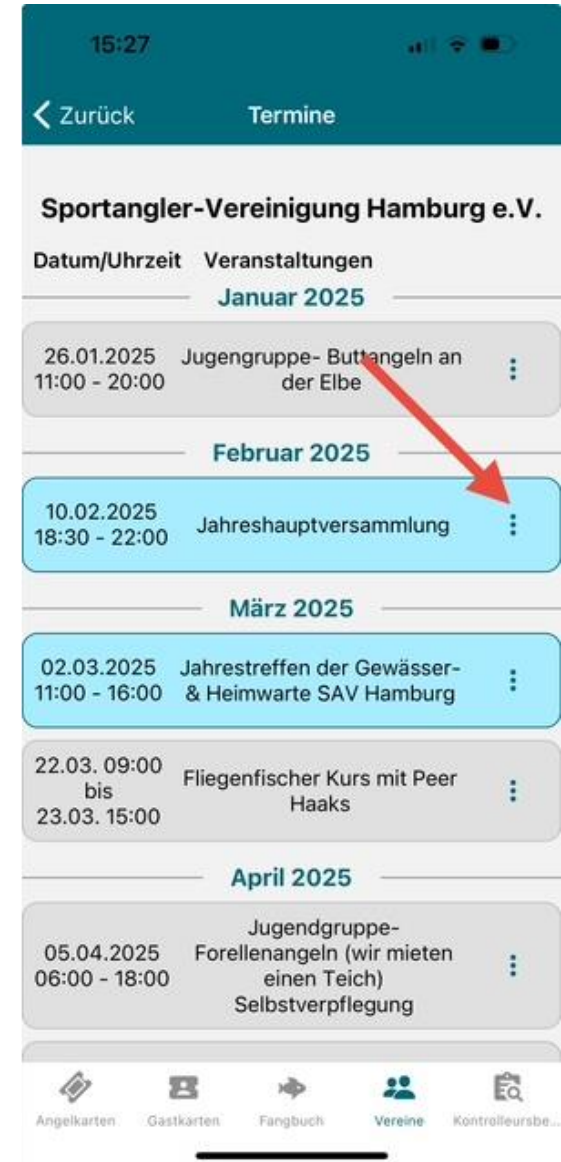 15:27
Zurück Termine
Sportangler-Vereinigung Hamburg e.V.
Datum/Uhrzeit Veranstaltungen
Januar 2025
26.01.2025
11:00 - 20:00
Jugengruppe- Buttangeln an
der Elbe
Februar 2025
10.02.2025
18:30 - 22:00
Jahreshauptversammlung
März 2025
02.03.2025
11:00 - 16:00
Jahrestreffen der Gewässer-
& Heimwarte SAV Hamburg
22.03. 09:00
bis
23.03. 15:00
Fliegenfischer Kurs mit Peer
Haaks
April 2025
05.04.2025
06:00 - 18:00
Jugendgruppe-
Forellenangeln (wir mieten
einen Teich)
Selbstverpflegung
Angelkarten Gastkarten Fangbuch Vereine Kontrolleursbe...